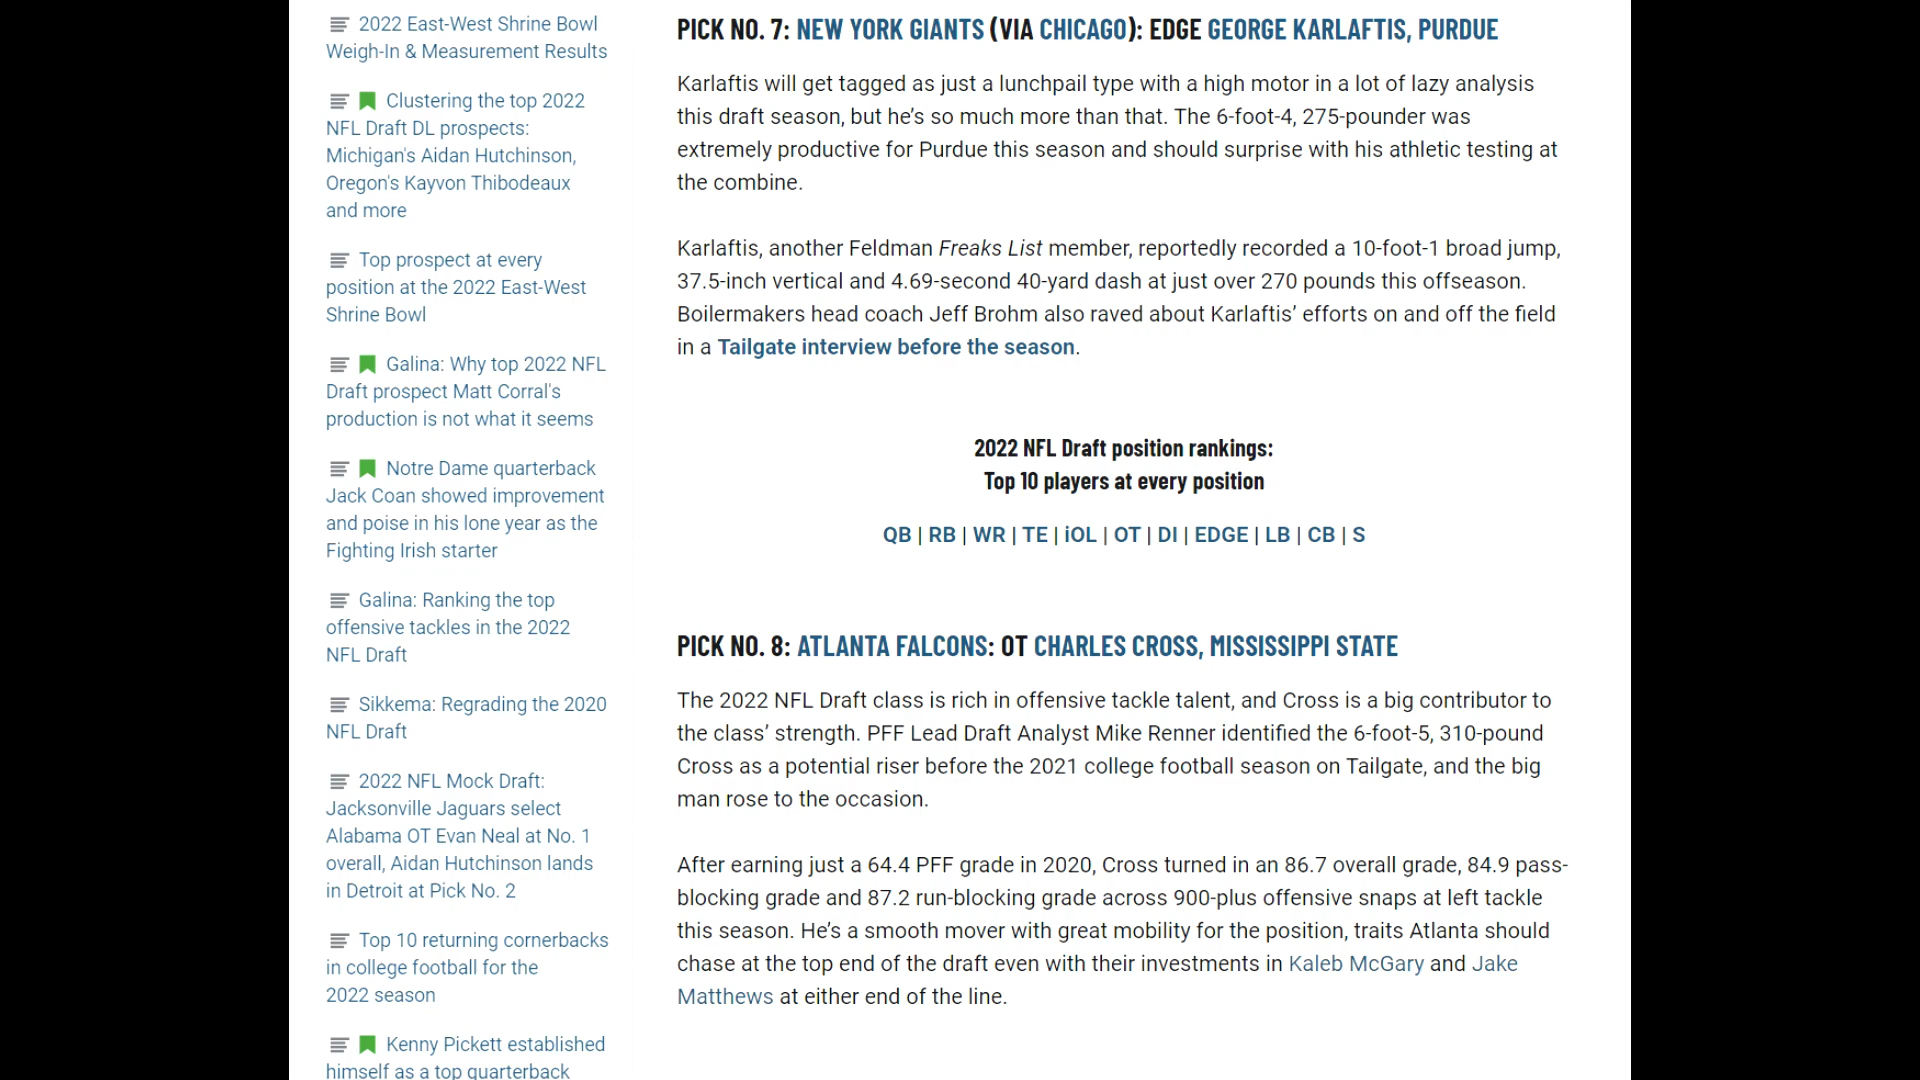 2022 East-West Shrine Bowl
Weigh-In & Measurement Results
Clustering the top 2022
NFL Draft DL prospects:
Michigan's Aidan Hutchinson,
Oregon's Kayvon Thibodeaux
and more
Top prospect at every
position at the 2022 East-West
Shrine Bowl
Galina: Why top 2022 NFL
Draft prospect Matt Corral's
production is not what it seems
Notre Dame quarterback
Jack Coan showed improvement
and poise in his lone year as the
Fighting Irish starter
Galina: Ranking the top
offensive tackles in the 2022
NFL Draft
Sikkema: Regrading the 2020
NFL Draft
2022 NFL Mock Draft:
Jacksonville Jaguars select
Alabama OT Evan Neal at No. 1
overall, Aidan Hutchinson lands
in Detroit at Pick No. 2
Top 10 returning cornerbacks
in college football for the
2022 season
Kenny Pickett established
himself as a top quarterback
PICK NO. 7: NEW YORK GIANTS (VIA CHICAGO): EDGE GEORGE KARLAFTIS, PURDUE
Karlaftis will get tagged as just a lunchpail type with a high motor in a lot of lazy analysis
this draft season, but he’s so much more than that. The 6-foot-4, 275-pounder was
extremely productive for Purdue this season and should surprise with his athletic testing at
the combine.
Karlaftis, another Feldman Freaks List member, reportedly recorded a 10-foot-1 broad jump,
37.5-inch vertical and 4.69-second 40-yard dash at just over 270 pounds this offseason.
Boilermakers head coach Jeff Brohm also raved about Karlaftis’ efforts on and off the field
in a Tailgate interview before the season.
2022 NFL Draft position rankings:
Top 10 players at every position
QB | RB | WR | TE | iOL | OT | DI | EDGE | LB | CB | S
PICK NO. 8: ATLANTA FALCONS: OT CHARLES CROSS, MISSISSIPPI STATE
The 2022 NFL Draft class is rich in offensive tackle talent, and Cross is a big contributor to
the class’ strength. PFF Lead Draft Analyst Mike Renner identified the 6-foot-5, 310-pound
Cross as a potential riser before the 2021 college football season on Tailgate, and the big
man rose to the occasion.
After earning just a 64.4 PFF grade in 2020, Cross turned in an 86.7 overall grade, 84.9 pass-
blocking grade and 87.2 run-blocking grade across 900-plus offensive snaps at left tackle
this season. He’s a smooth mover with great mobility for the position, traits Atlanta should
chase at the top end of the draft even with their investments in Kaleb McGary and Jake
Matthews at either end of the line.